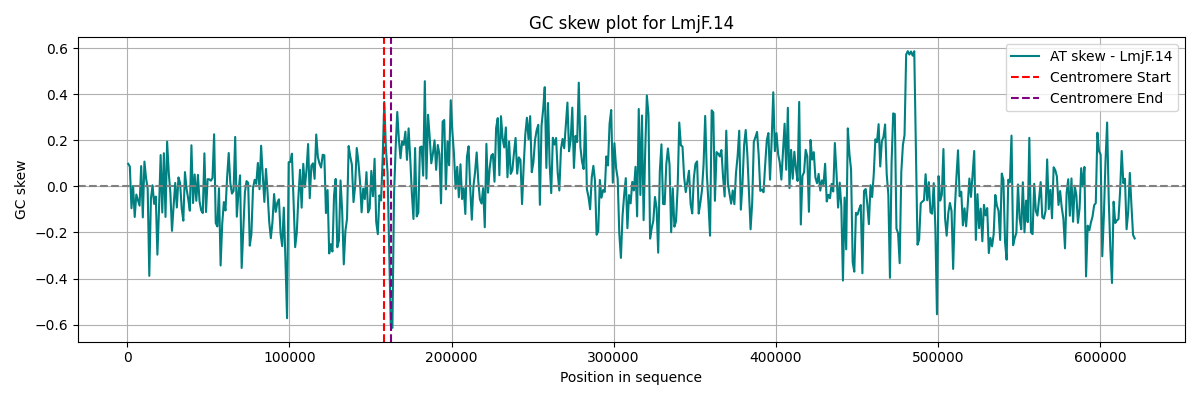 GC skew plot for LmjF.14
GC skew
0.6
0.4
0.2
0.0
−0.2
−0.4
−0.6
AT skew - LmjF.14
Centromere Start
Centromere End
0 100000 200000 300000 400000 500000 600000
Position in sequence